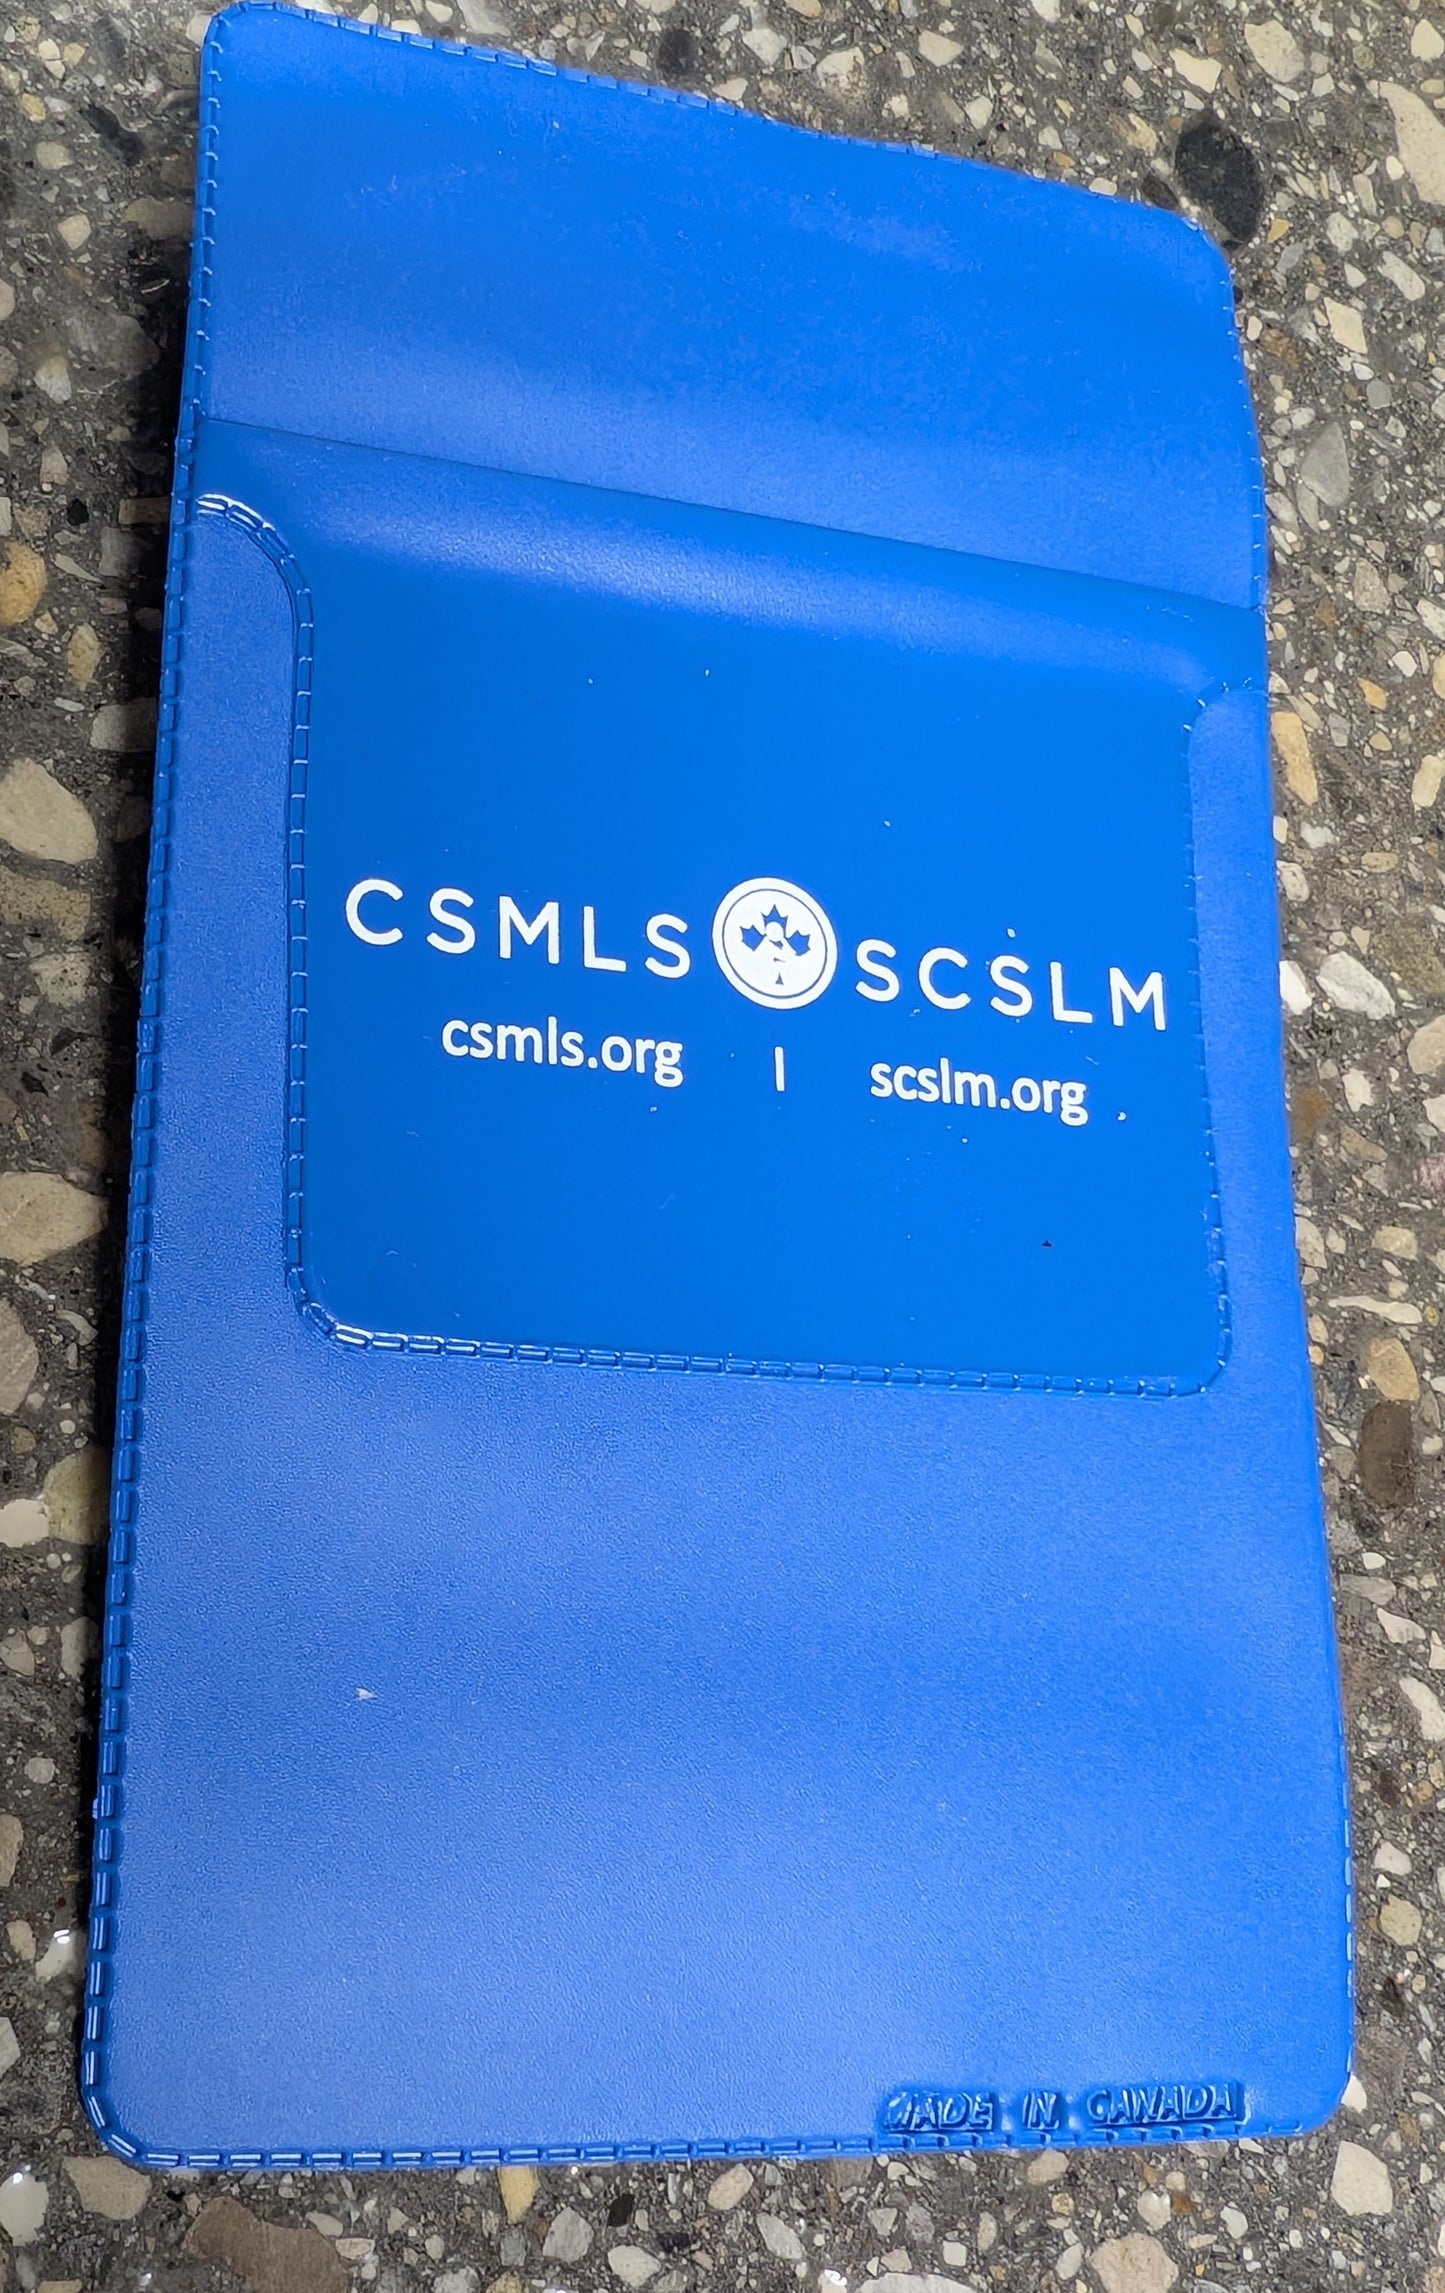 CSMLS SCSLM
csmls.org | scslm.org
MADE IN CANADA